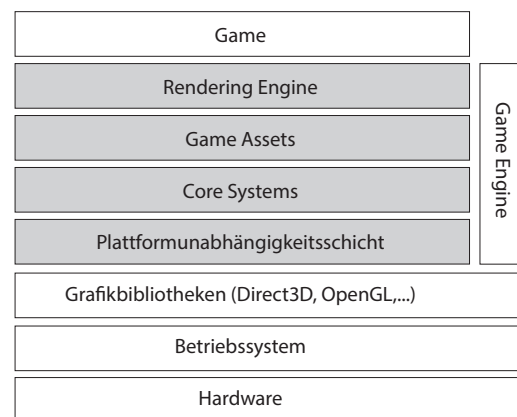 Game
Rendering Engine
Game Assets
Core Systems
Plattformunabhängigkeitsschicht
Game Engine
Grafikbibliotheken (Direct3D, OpenGL,...)
Betriebssystem
Hardware